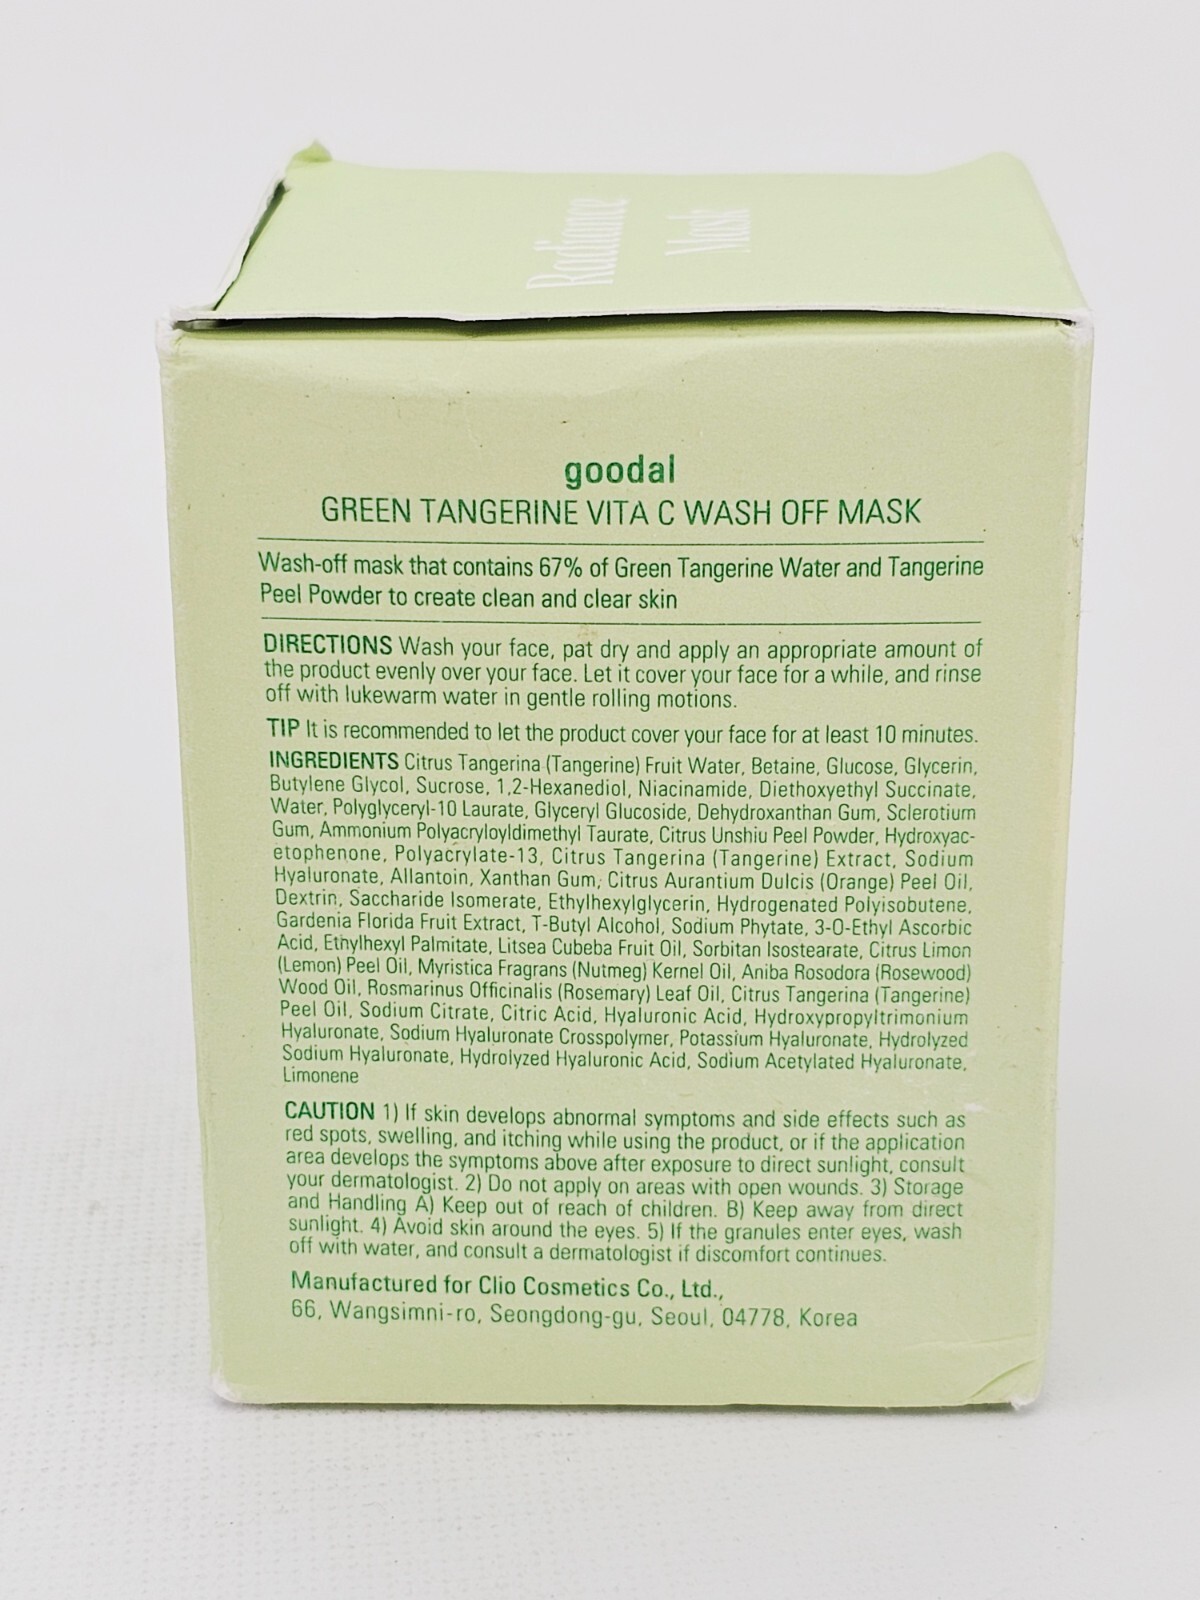 Radiance
Mask
goodal
GREEN TANGERINE VITA C WASH OFF MASK
Wash-off mask that contains 67% of Green Tangerine Water and Tangerine
Peel Powder to create clean and clear skin
DIRECTIONS Wash your face, pat dry and apply an appropriate amount of
the product evenly over your face. Let it cover your face for a while, and rinse
off with lukewarm water in gentle rolling motions.
TIP It is recommended to let the product cover your face for at least 10 minutes.
INGREDIENTS Citrus Tangerina (Tangerine) Fruit Water, Betaine, Glucose, Glycerin,
Butylene Glycol, Sucrose, 1,2-Hexanediol, Niacinamide, Diethoxyethyl Succinate,
Water, Polyglyceryl-10 Laurate, Glyceryl Glucoside, Dehydroxanthan Gum, Sclerotium
Gum, Ammonium Polyacryloyldimethyl Taurate, Citrus Unshiu Peel Powder, Hydroxyac-
etophenone, Polyacrylate-13, Citrus Tangerina (Tangerine) Extract, Sodium
Hyaluronate, Allantoin, Xanthan Gum, Citrus Aurantium Dulcis (Orange) Peel Oil,
Dextrin, Saccharide Isomerate, Ethylhexylglycerin, Hydrogenated Polyisobutene,
Gardenia Florida Fruit Extract, T-Butyl Alcohol, Sodium Phytate, 3-O-Ethyl Ascorbic
Acid, Ethylhexyl Palmitate, Litsea Cubeba Fruit Oil, Sorbitan Isostearate, Citrus Limon
(Lemon) Peel Oil, Myristica Fragrans (Nutmeg) Kernel Oil, Aniba Rosodora (Rosewood)
Wood Oil, Rosmarinus Officinalis (Rosemary) Leaf Oil, Citrus Tangerina (Tangerine)
Peel Oil, Sodium Citrate, Citric Acid, Hyaluronic Acid, Hydroxypropyltrimonium
Hyaluronate, Sodium Hyaluronate Crosspolymer, Potassium Hyaluronate, Hydrolyzed
Sodium Hyaluronate, Hydrolyzed Hyaluronic Acid, Sodium Acetylated Hyaluronate,
Limonene
CAUTION 1) If skin develops abnormal symptoms and side effects such as
red spots, swelling, and itching while using the product, or if the application
area develops the symptoms above after exposure to direct sunlight, consult
your dermatologist. 2) Do not apply on areas with open wounds. 3) Storage
and Handling A) Keep out of reach of children. B) Keep away from direct
sunlight. 4) Avoid skin around the eyes. 5) If the granules enter eyes, wash
off with water, and consult a dermatologist if discomfort continues.
Manufactured for Clio Cosmetics Co., Ltd.,
66, Wangsimni-ro, Seongdong-gu, Seoul, 04778, Korea